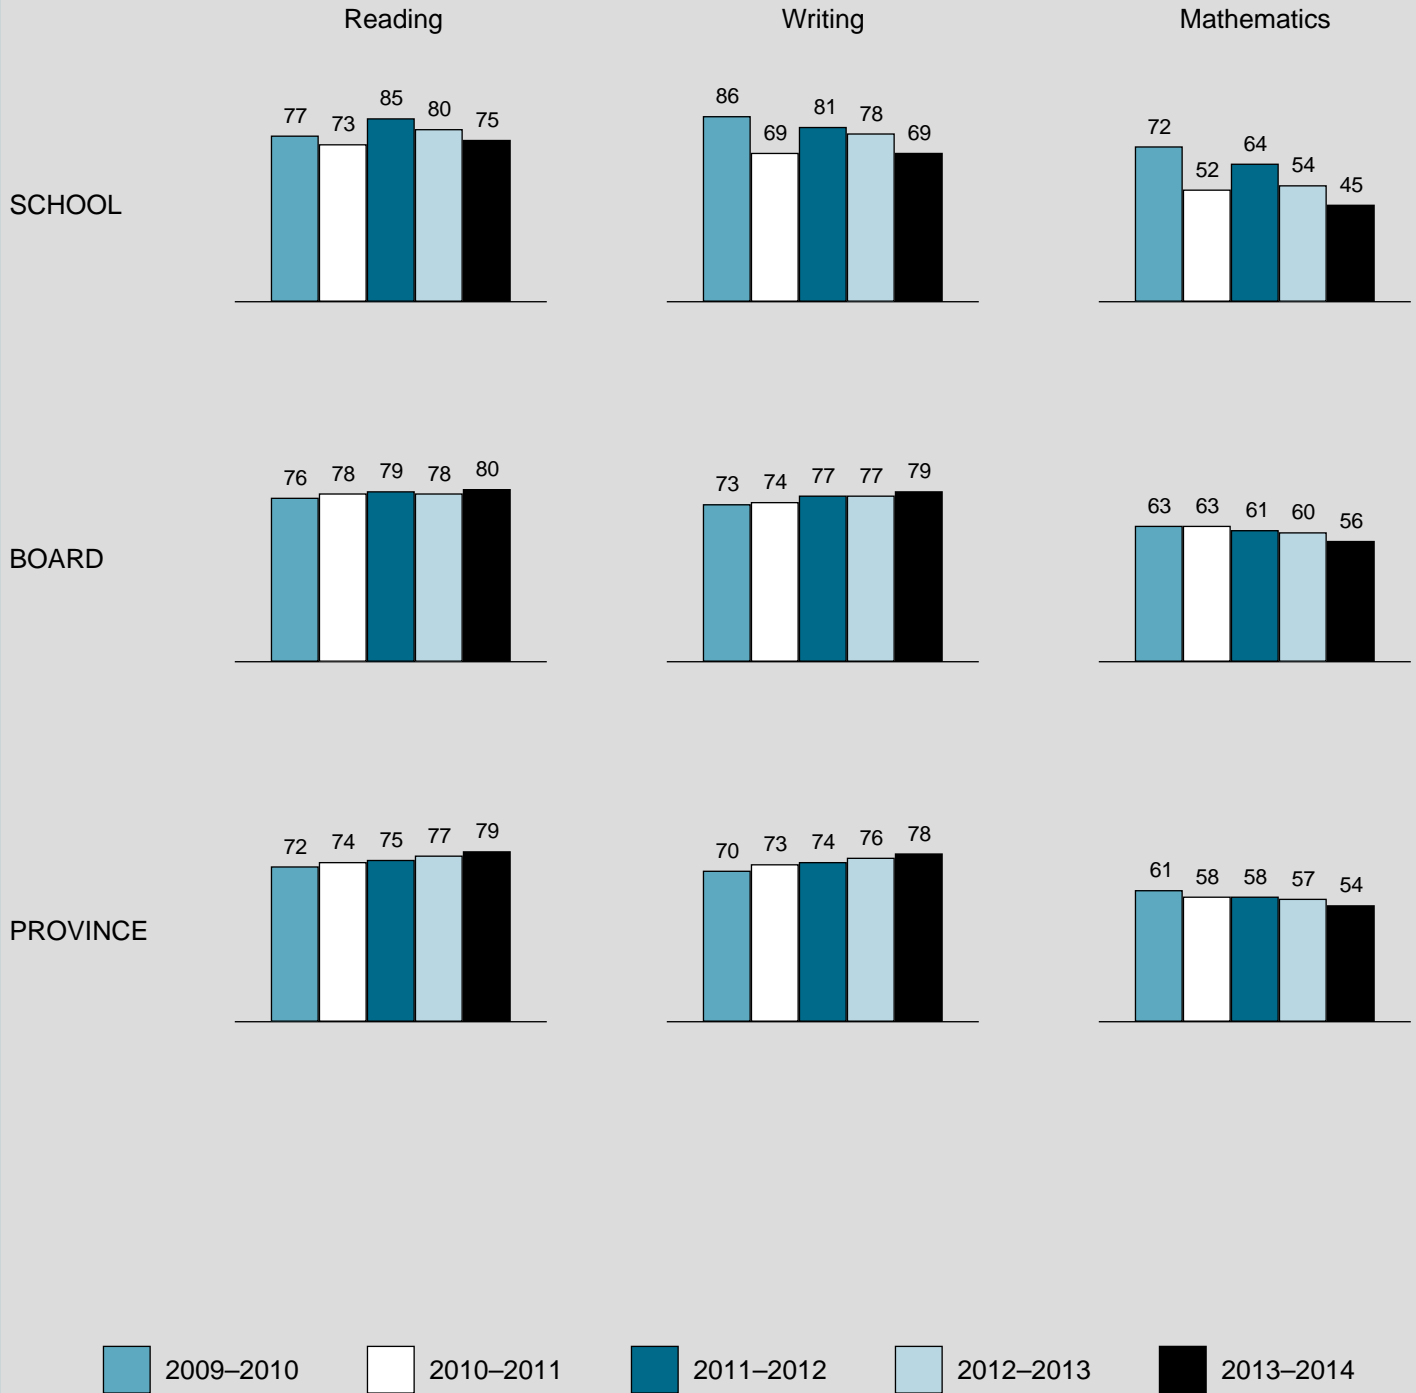 Reading Writing Mathematics
77 73 85 80 75 86 69 81 78 69 72 52 64 54 45
SCHOOL
76 78 79 78 80 73 74 77 77 79 63 63 61 60 56
BOARD
72 74 75 77 79 70 73 74 76 78 61 58 58 57 54
PROVINCE
2009–2010 2010–2011 2011–2012 2012–2013 2013–2014